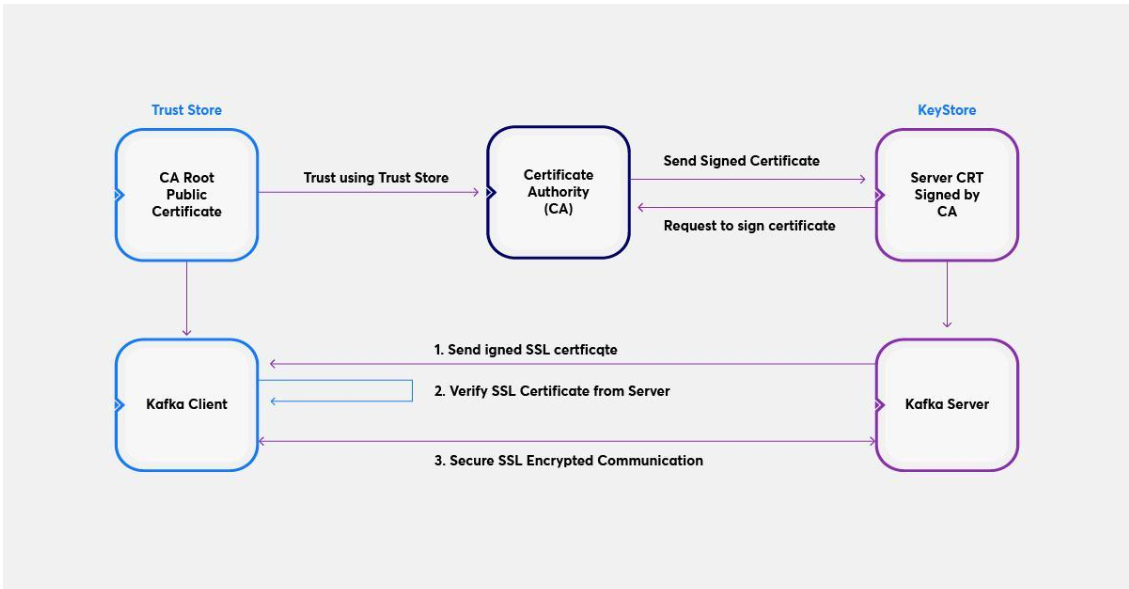 Trust Store
KeyStore
CA Root
Public
Certificate
Trust using Trust Store
Certificate
Authority
(CA)
Send Signed Certificate
Request to sign certificate
Server CRT
Signed by
CA
1. Send igned SSL certficqte
2. Verify SSL Certificate from Server
Kafka Client
Kafka Server
3. Secure SSL Encrypted Communication